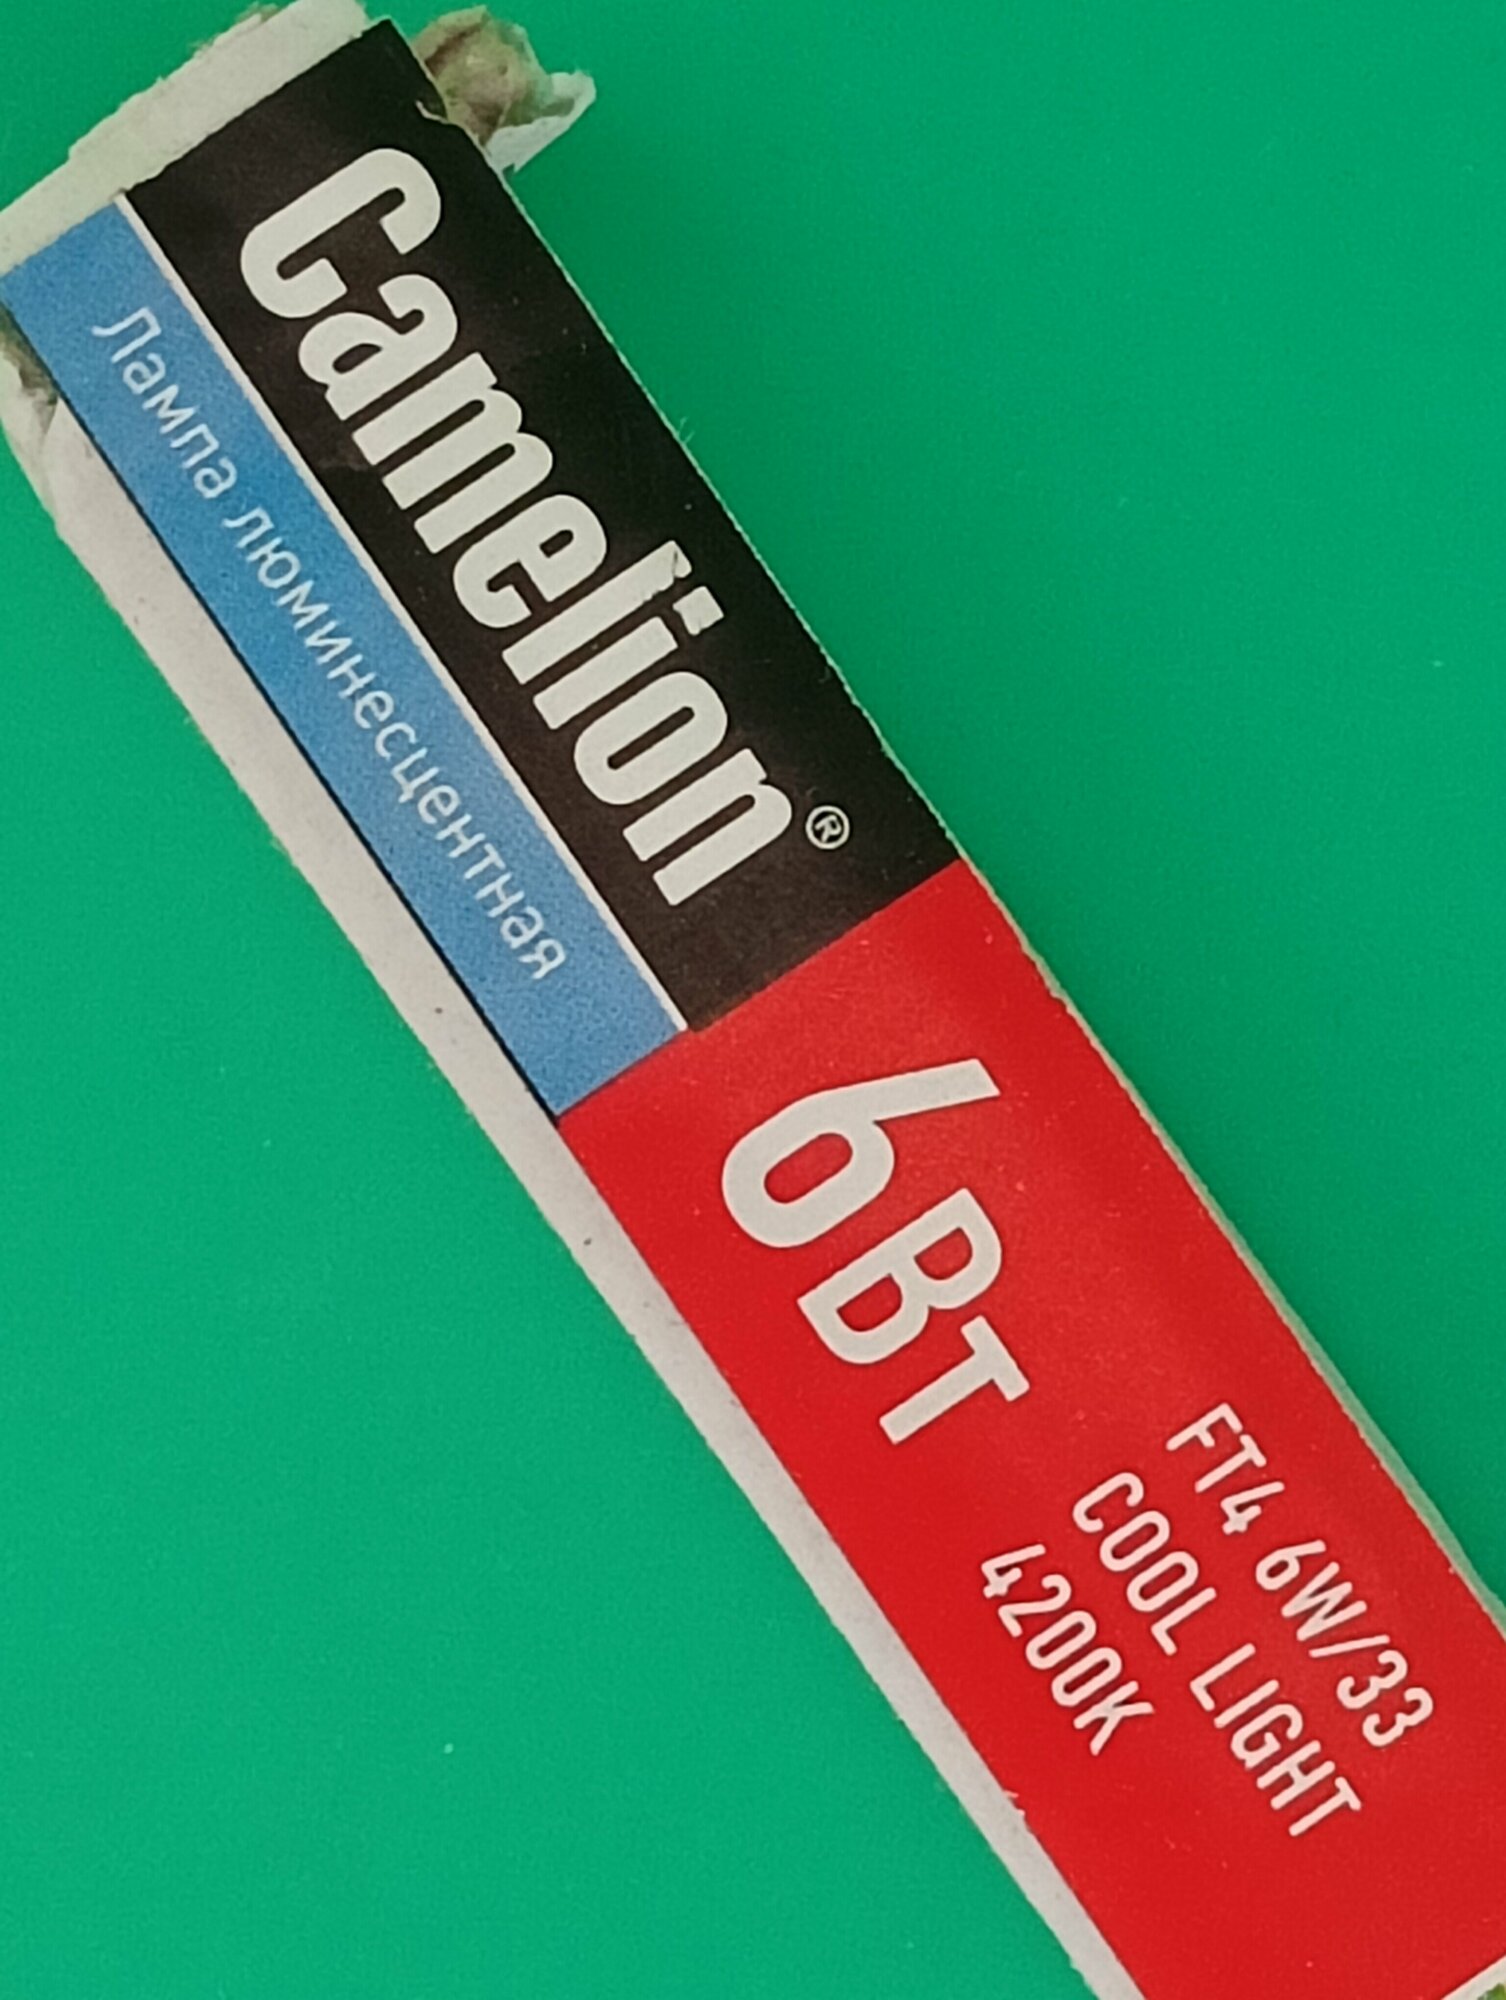 Camelion®
Лампа люминесцентная
6Вт
FT4 6W/33
COOL LIGHT
4200K